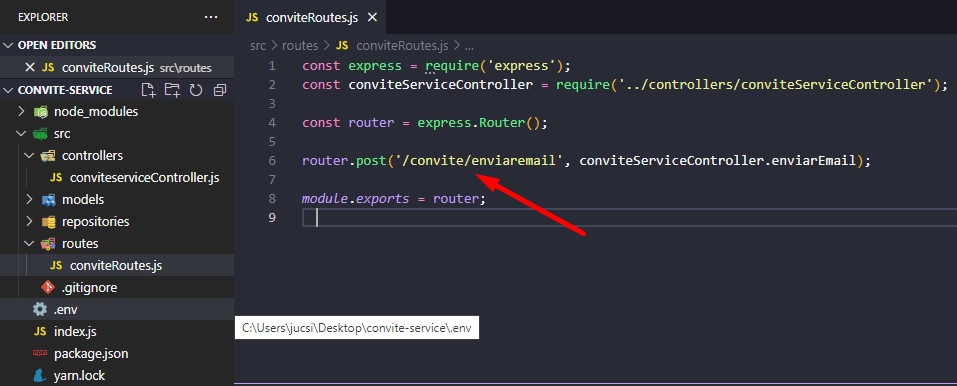 EXPLORER
OPEN EDITORS
JS conviteRoutes.js src\routes
CONVITE-SERVICE
node_modules
src
controllers
JS conviteserviceController.js
models
repositories
routes
JS conviteRoutes.js
.gitignore
.env
JS index.js
package.json
yarn.lock
JS conviteRoutes.js
src > routes > JS conviteRoutes.js > ...
1 const express = require('express');
2 const conviteServiceController = require('../controllers/conviteServiceController');
3
4 const router = express.Router();
5
6 router.post('/convite/enviaremail', conviteServiceController.enviarEmail);
7
8 module.exports = router;
9
C:\Users\jucsi\Desktop\convite-service\.env